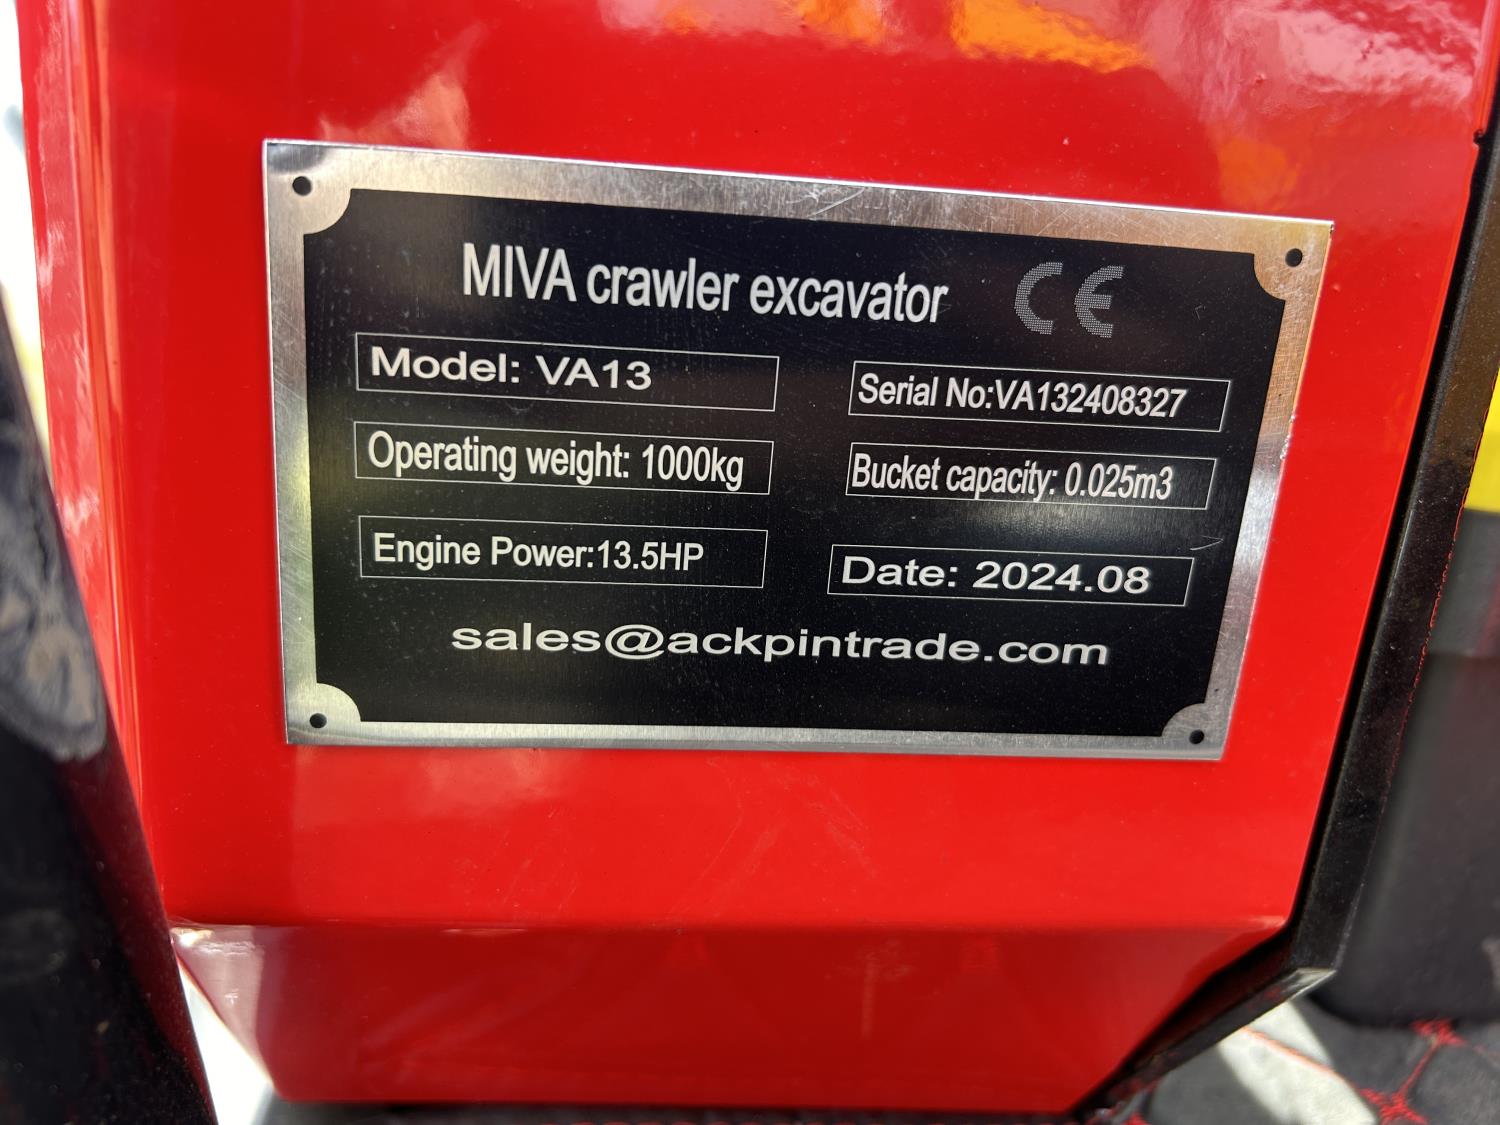 MIVA crawler excavator CE
Model: VA13
Serial No:VA132408327
Operating weight: 1000kg
Bucket capacity: 0.025m3
Engine Power:13.5HP
Date: 2024.08
sales@ackpintrade.com